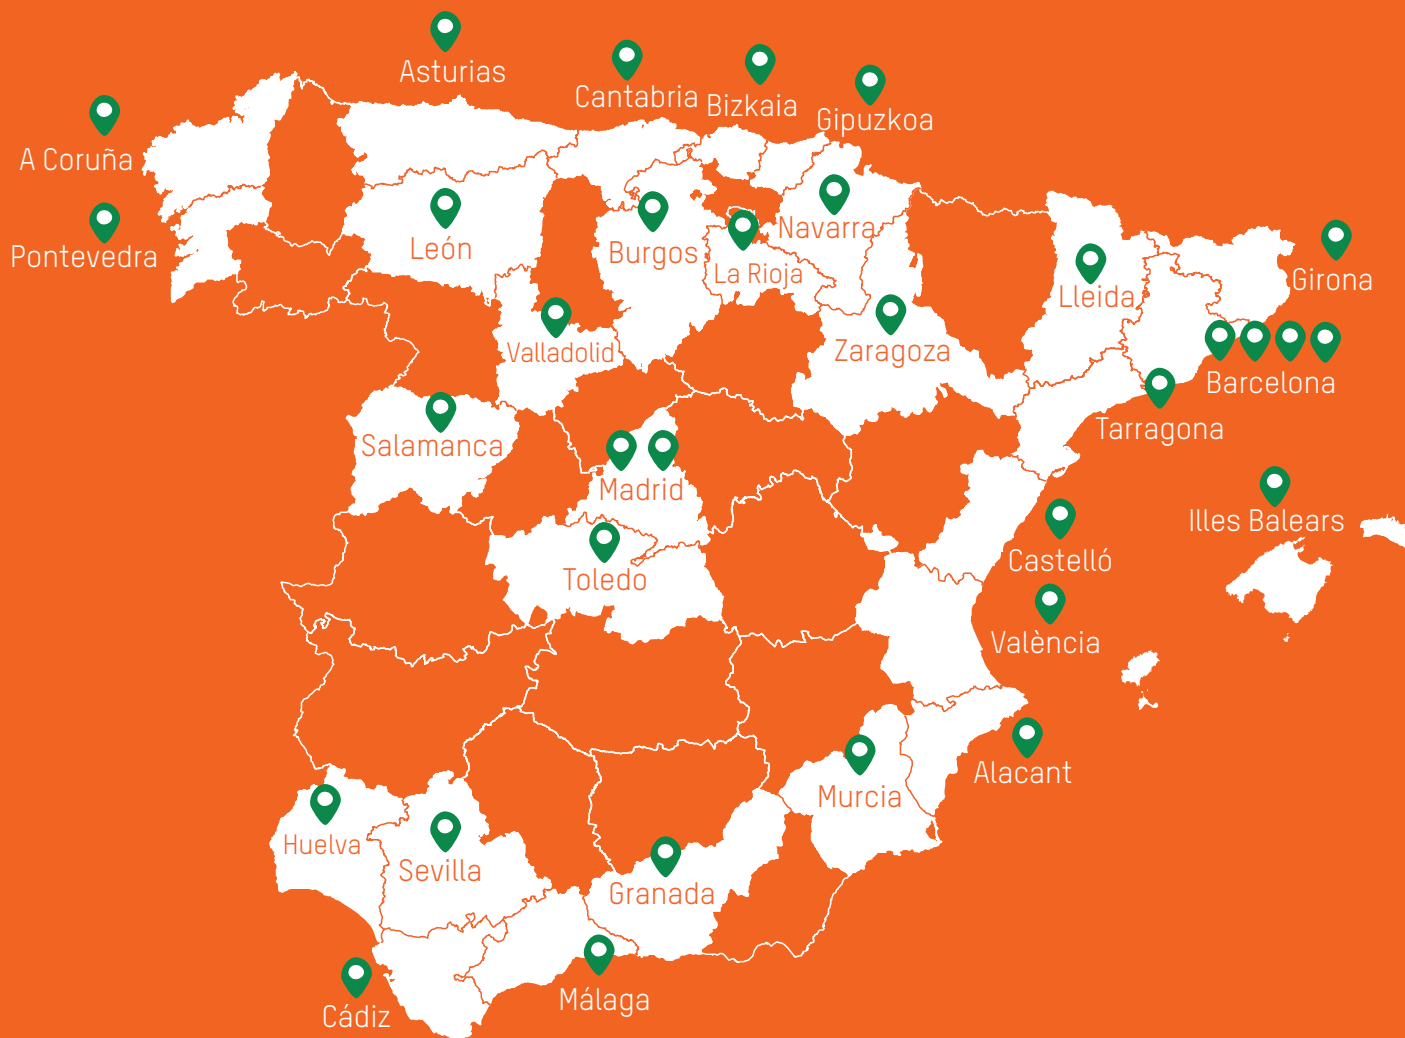 Asturias
Cantabria
Bizkaia
Gipuzkoa
A Coruña
Pontevedra
León
Burgos
Navarra
La Rioja
Lleida
Girona
Valladolid
Zaragoza
Barcelona
Tarragona
Salamanca
Madrid
Illes Balears
Castelló
Toledo
València
Alacant
Murcia
Huelva
Sevilla
Granada
Málaga
Cádiz